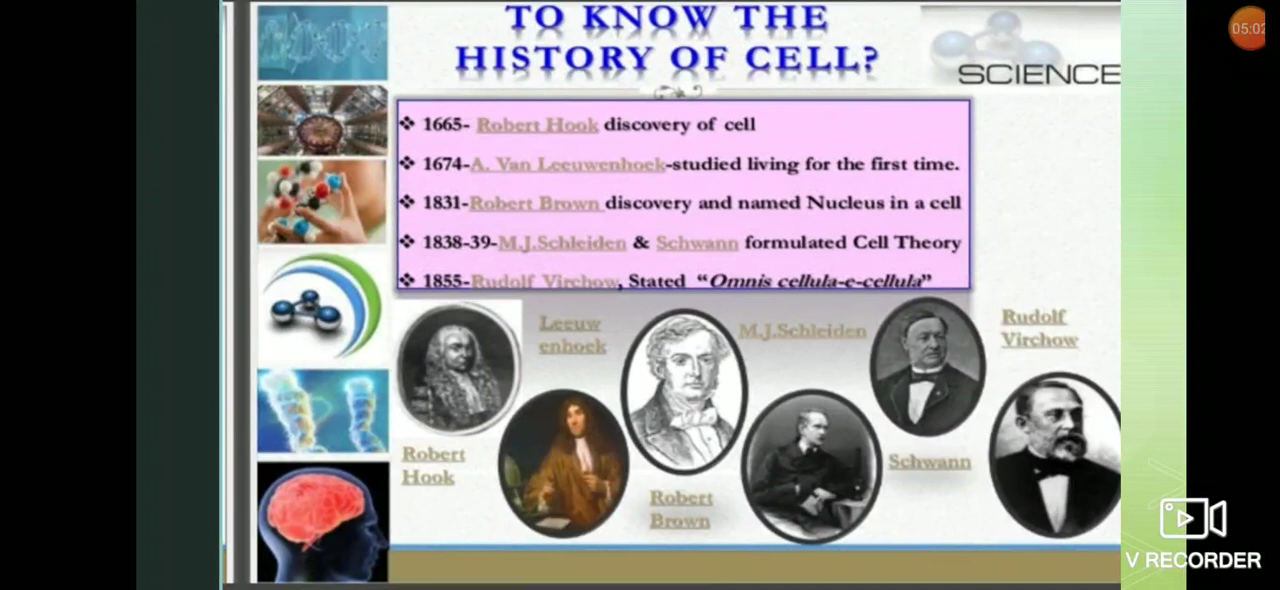 TO KNOW THE
HISTORY OF CELL?
SCIENCE
05:02
❖ 1665- Robert Hook discovery of cell
❖ 1674-A. Van Leeuwenhoek-studied living for the first time.
❖ 1831-Robert Brown discovery and named Nucleus in a cell
❖ 1838-39-M.J.Schleiden & Schwann formulated Cell Theory
❖ 1855-Rudolf Virchow, Stated “Omnis cellula-e-cellula”
Leeuw
enhoek
M.J.Schleiden
Rudolf
Virchow
Robert
Hook
Schwann
Robert
Brown
V RECORDER